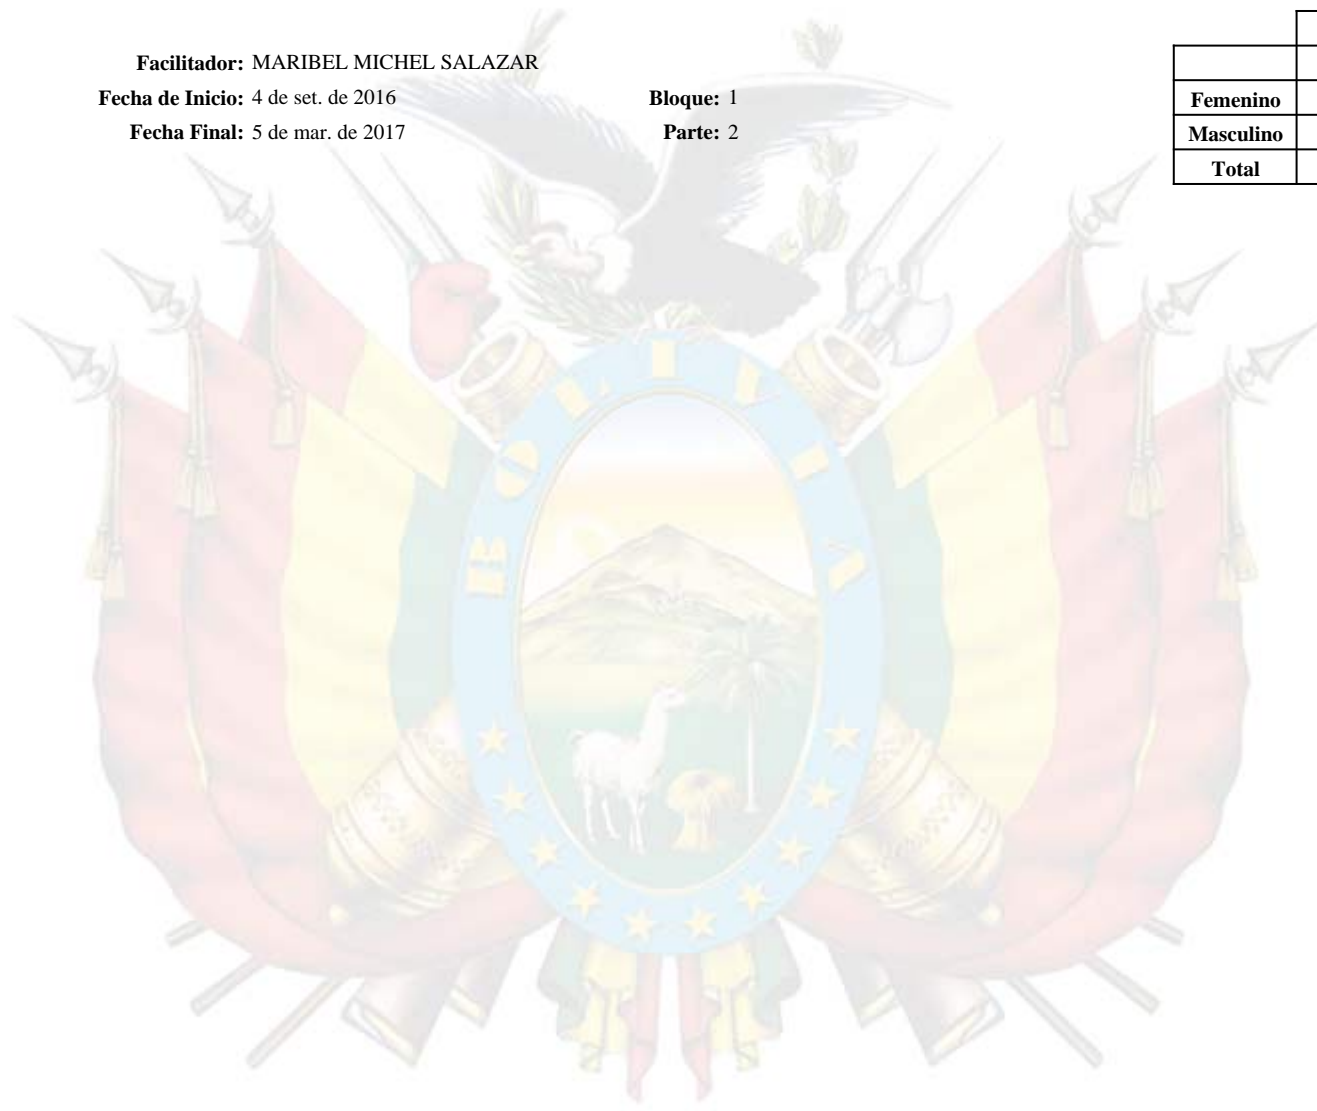 Facilitador: MARIBEL MICHEL SALAZAR
Fecha de Inicio: 4 de set. de 2016 Bloque: 1
Femenino
Fecha Final: 5 de mar. de 2017 Parte: 2
Masculino
Total
BOLIVIA